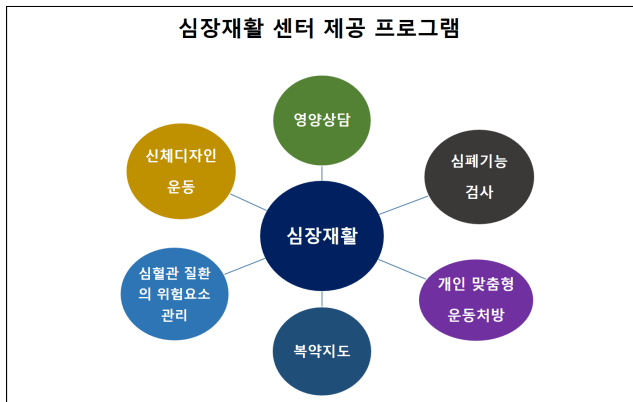 심장재활 센터 제공 프로그램
영양상담
심폐기능
검사
개인 맞춤형
운동처방
복약지도
심혈관 질환
의 위험요소
관리
신체디자인
운동
심장재활